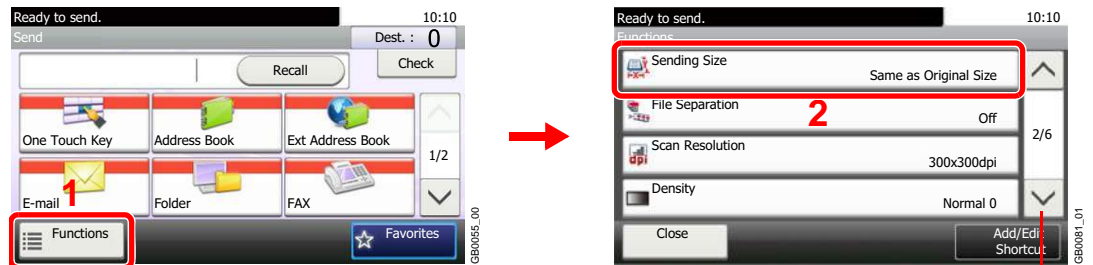 Ready to send.
10:10
Send
Dest. : 0
Check
Recall
One Touch Key
Address Book
Ext Address Book
1/2
E-mail
Folder
FAX
1
Functions
Favorites
GB0055_00
Ready to send.
10:10
Functions
Sending Size
Same as Original Size
File Separation
2
Off
2/6
dpi
Scan Resolution
300x300dpi
Density
Normal 0
Close
Add/Edit
Shortcut
GB0081_01